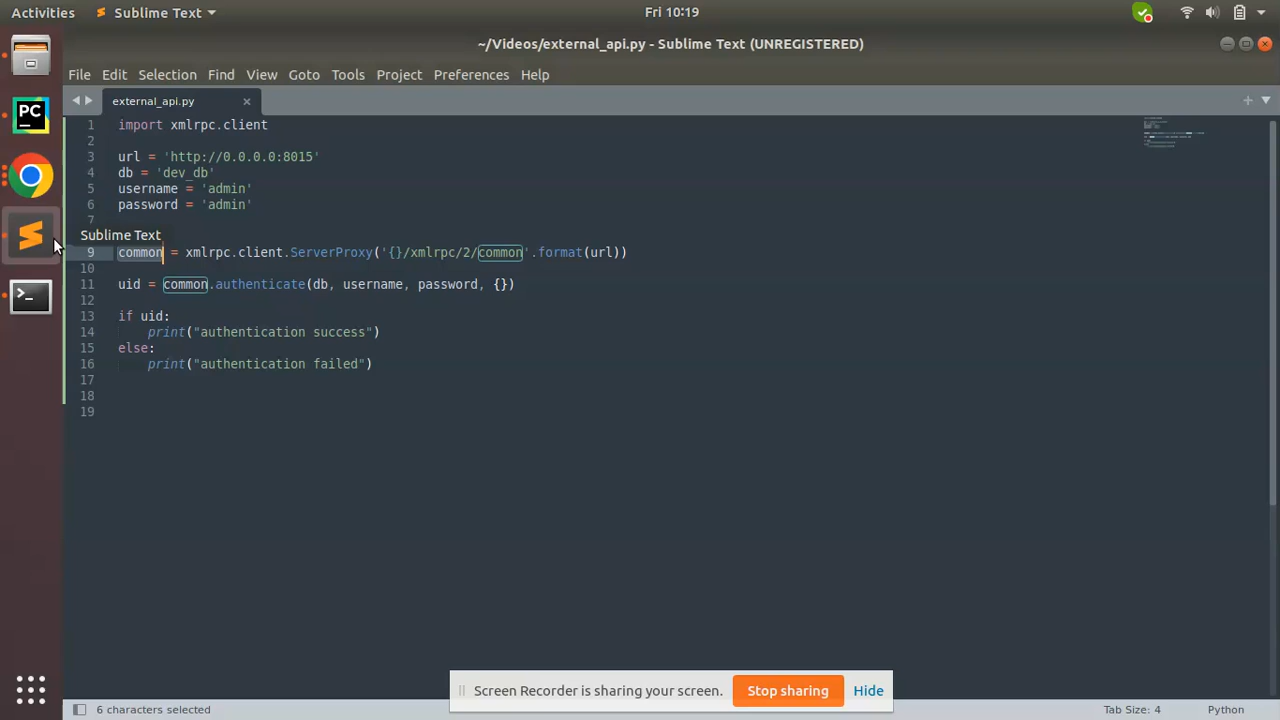 Activities Sublime Text Fri 10:19
~/Videos/external_api.py - Sublime Text (UNREGISTERED)
File Edit Selection Find View Goto Tools Project Preferences Help
PC
external_api.py
1 import xmlrpc.client
2
3 url = 'http://0.0.0.0:8015'
4 db = 'dev_db'
5 username = 'admin'
6 password = 'admin'
7
Sublime Text
9 common = xmlrpc.client.ServerProxy('{}/xmlrpc/2/common'.format(url))
10
11 uid = common.authenticate(db, username, password, {})
12
13 if uid:
14 print("authentication success")
15 else:
16 print("authentication failed")
17
18
19
Screen Recorder is sharing your screen. Stop sharing Hide
6 characters selected Tab Size: 4 Python